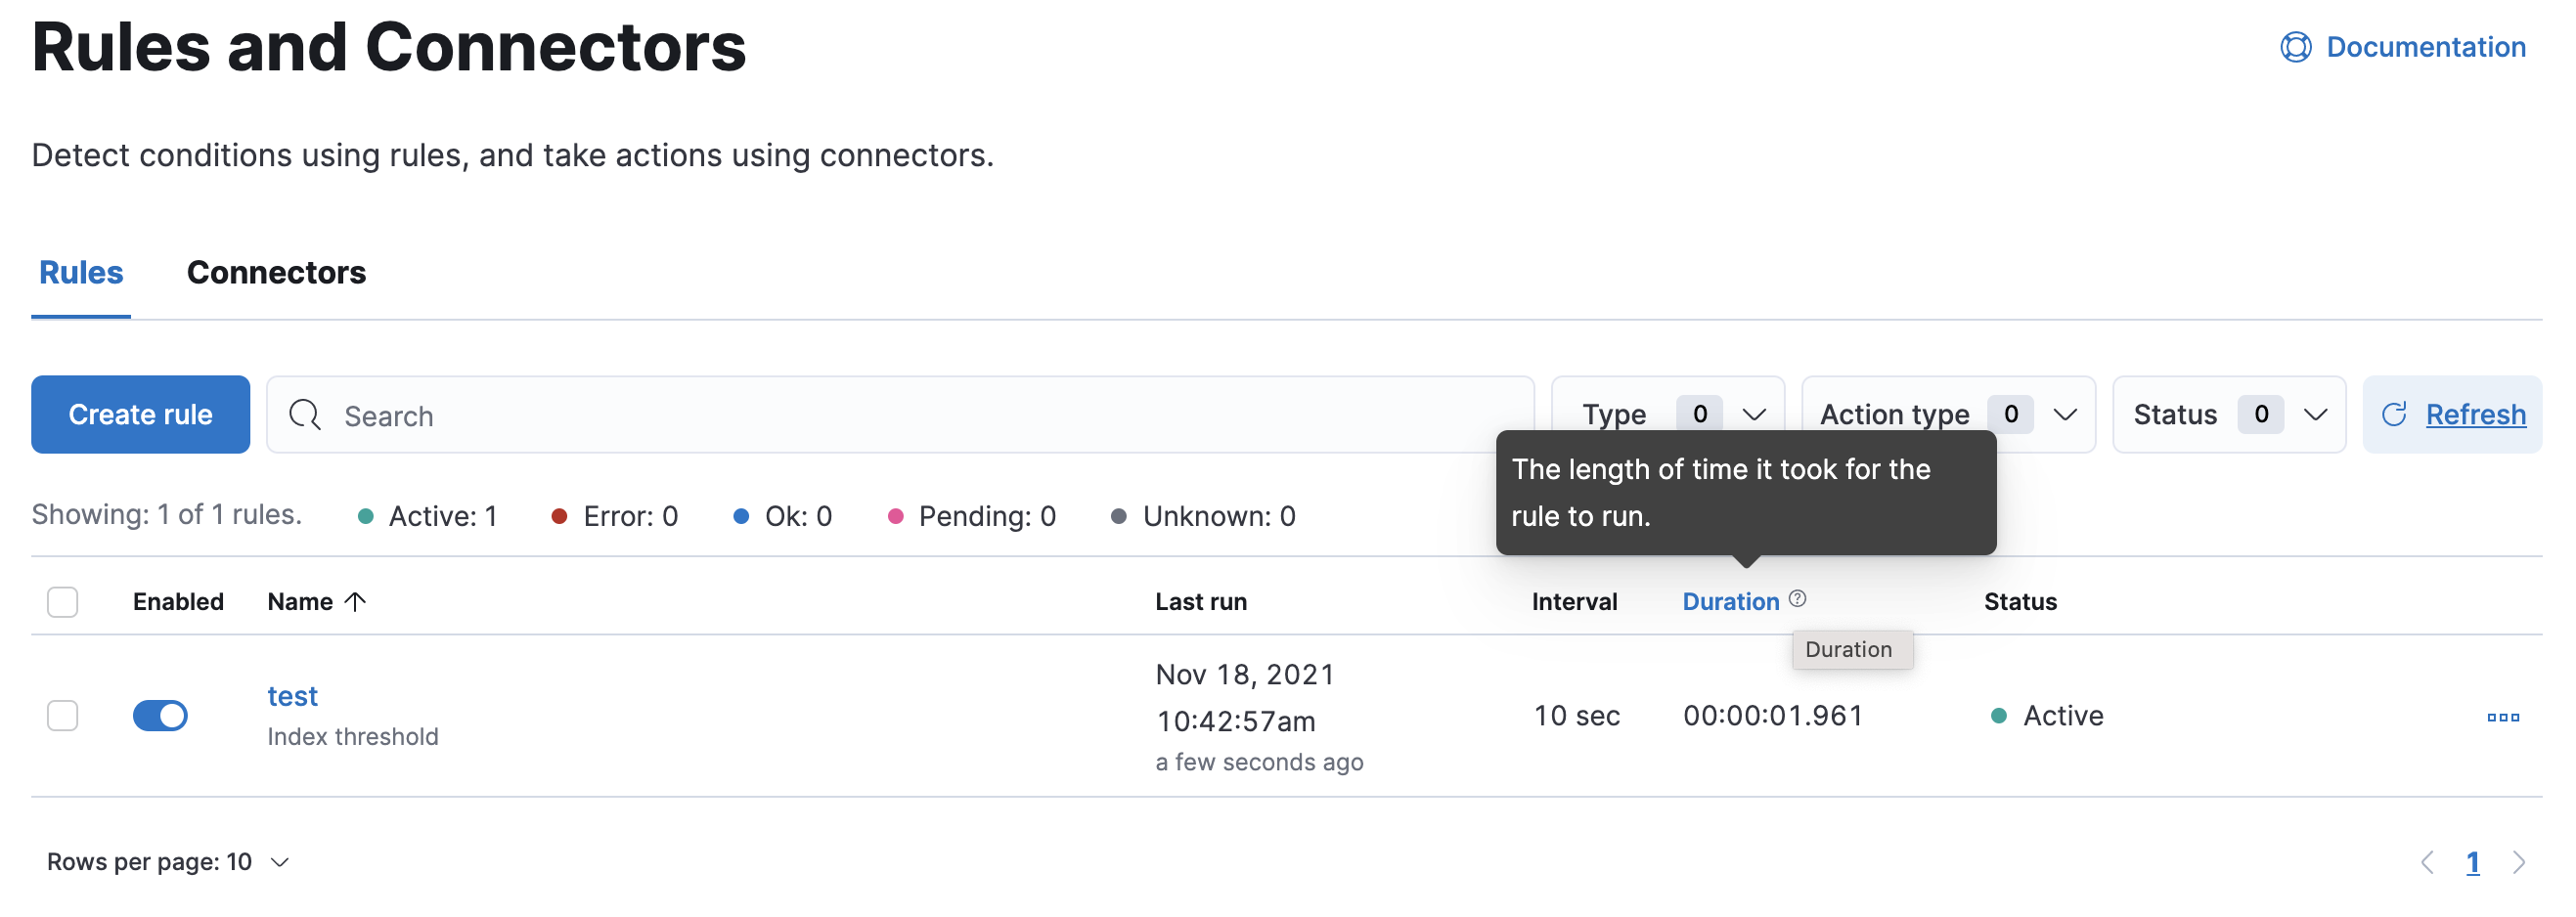 Rules and Connectors
Documentation
Detect conditions using rules, and take actions using connectors.
Rules Connectors
Create rule Search Type 0 Action type 0 Status 0 Refresh
The length of time it took for the
rule to run.
Showing: 1 of 1 rules. Active: 1 Error: 0 Ok: 0 Pending: 0 Unknown: 0
Enabled Name Last run Interval Duration Status
Duration
test
Index threshold
Nov 18, 2021
10:42:57am
a few seconds ago
10 sec 00:00:01.961 Active
Rows per page: 10
1